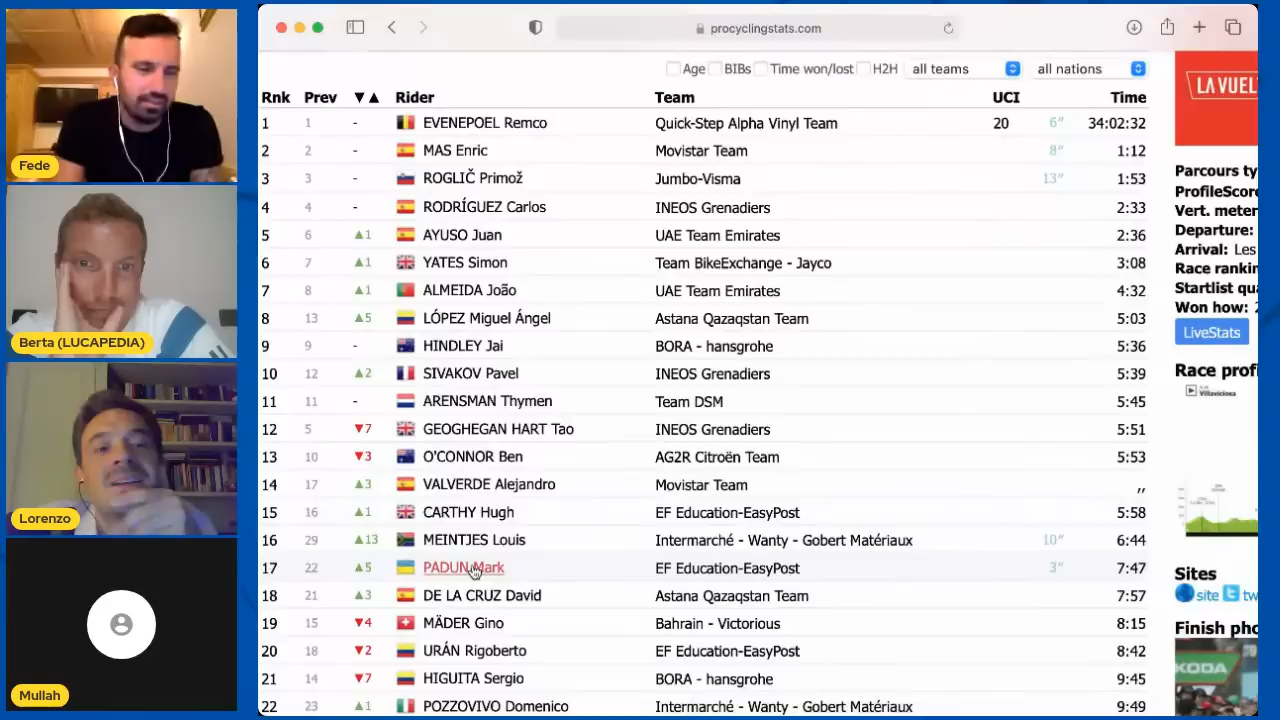 Fede
Berta (LUCAPEDIA)
Lorenzo
Mullah
procyclingstats.com
Age BIBs Time won/lost H2H all teams all nations
Rnk Prev ▼▲ Rider Team UCI Time
1 1 - EVENEPOEL Remco Quick-Step Alpha Vinyl Team 20 6″ 34:02:32
2 2 - MAS Enric Movistar Team 8″ 1:12
3 3 - ROGLIČ Primož Jumbo-Visma 13″ 1:53
4 4 - RODRÍGUEZ Carlos INEOS Grenadiers 2:33
5 6 ▲1 AYUSO Juan UAE Team Emirates 2:36
6 7 ▲1 YATES Simon Team BikeExchange - Jayco 3:08
7 8 ▲1 ALMEIDA João UAE Team Emirates 4:32
8 13 ▲5 LÓPEZ Miguel Ángel Astana Qazaqstan Team 5:03
9 9 - HINDLEY Jai BORA - hansgrohe 5:36
10 12 ▲2 SIVAKOV Pavel INEOS Grenadiers 5:39
11 11 - ARENSMAN Thymen Team DSM 5:45
12 5 ▼7 GEOGHEGAN HART Tao INEOS Grenadiers 5:51
13 10 ▼3 O'CONNOR Ben AG2R Citroën Team 5:53
14 17 ▲3 VALVERDE Alejandro Movistar Team ,,
15 16 ▲1 CARTHY Hugh EF Education-EasyPost 5:58
16 29 ▲13 MEINTJES Louis Intermarché - Wanty - Gobert Matériaux 10″ 6:44
17 22 ▲5 PADUN Mark EF Education-EasyPost 3″ 7:47
18 21 ▲3 DE LA CRUZ David Astana Qazaqstan Team 7:57
19 15 ▼4 MÄDER Gino Bahrain - Victorious 8:15
20 18 ▼2 URÁN Rigoberto EF Education-EasyPost 8:42
21 14 ▼7 HIGUITA Sergio BORA - hansgrohe 9:45
22 23 ▲1 POZZOVIVO Domenico Intermarché - Wanty - Gobert Matériaux 9:49
LA VUEL
Parcours ty
ProfileScor
Vert. meter
Departure:
Arrival: Les
Race rankin
Startlist qua
Won how: 2
LiveStats
Race profi
Villaviciosa
Sites
site tw
Finish pho
KODA